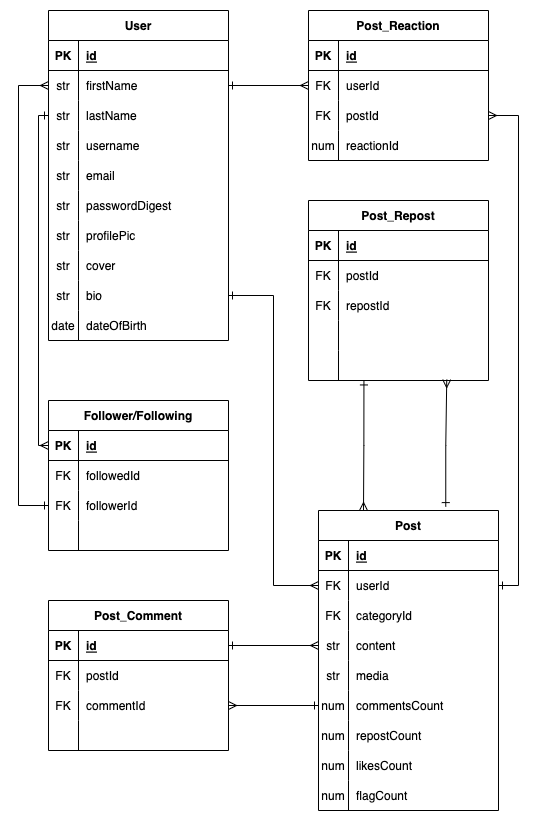 User
PK id
str firstName
str lastName
str username
str email
str passwordDigest
str profilePic
str cover
str bio
date dateOfBirth
Post_Reaction
PK id
FK userId
FK postId
num reactionId
Post_Repost
PK id
FK postId
FK repostId
Follower/Following
PK id
FK followedId
FK followerId
Post
PK id
FK userId
FK categoryId
str content
str media
num commentsCount
num repostCount
num likesCount
num flagCount
Post_Comment
PK id
FK postId
FK commentId